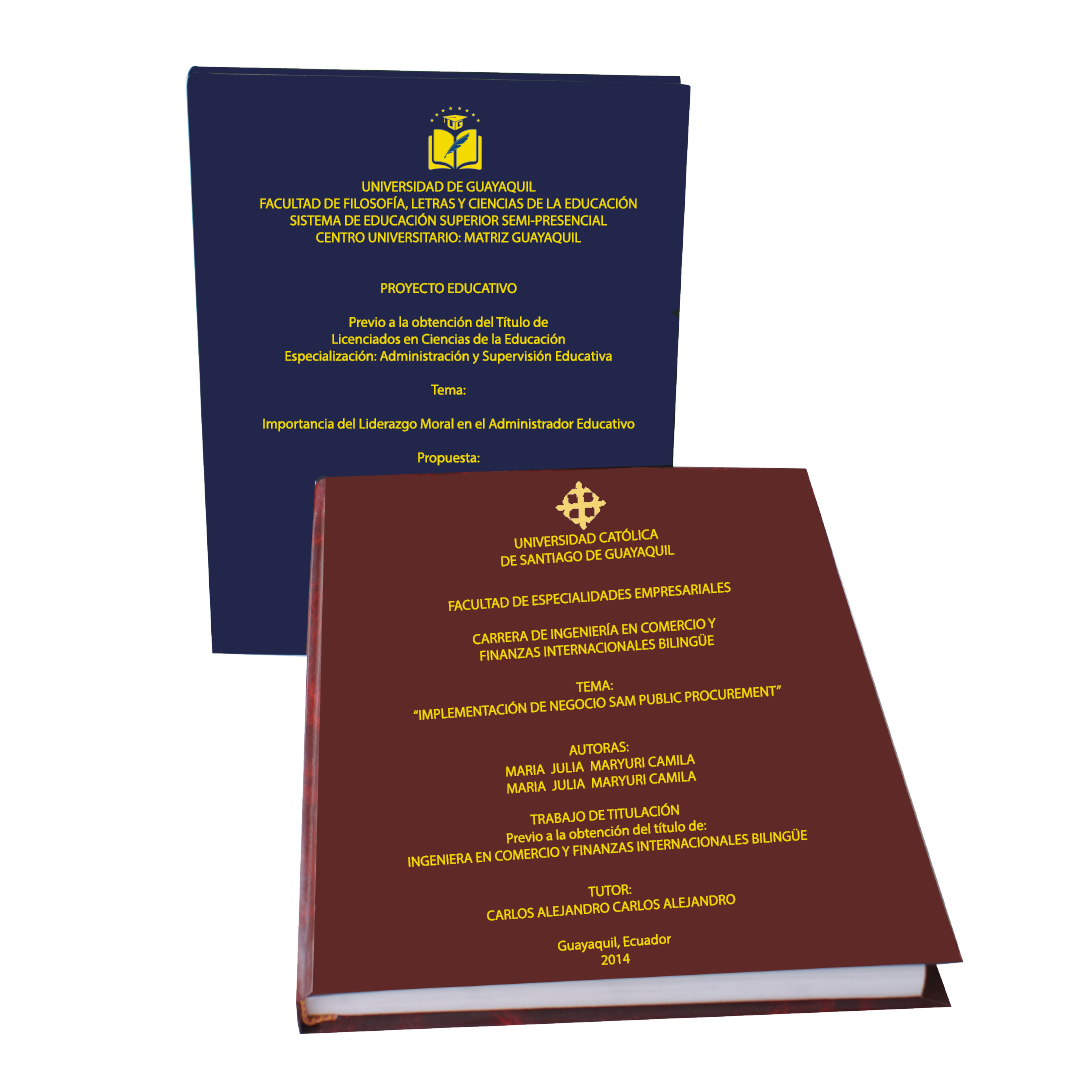 UNIVERSIDAD DE GUAYAQUIL
FACULTAD DE FILOSOFÍA, LETRAS Y CIENCIAS DE LA EDUCACIÓN
SISTEMA DE EDUCACIÓN SUPERIOR SEMI-PRESENCIAL
CENTRO UNIVERSITARIO: MATRIZ GUAYAQUIL
PROYECTO EDUCATIVO
Previo a la obtención del Título de
Licenciados en Ciencias de la Educación
Especialización: Administración y Supervisión Educativa
Tema:
Importancia del Liderazgo Moral en el Administrador Educativo
Propuesta:
UNIVERSIDAD CATÓLICA
DE SANTIAGO DE GUAYAQUIL
FACULTAD DE ESPECIALIDADES EMPRESARIALES
CARRERA DE INGENIERÍA EN COMERCIO Y
FINANZAS INTERNACIONALES BILINGÜE
TEMA:
“IMPLEMENTACIÓN DE NEGOCIO SAM PUBLIC PROCUREMENT”
AUTORAS:
MARIA JULIA MARYURI CAMILA
MARIA JULIA MARYURI CAMILA
TRABAJO DE TITULACIÓN
Previo a la obtención del título de:
INGENIERA EN COMERCIO Y FINANZAS INTERNACIONALES BILINGÜE
TUTOR:
CARLOS ALEJANDRO CARLOS ALEJANDRO
Guayaquil, Ecuador
2014